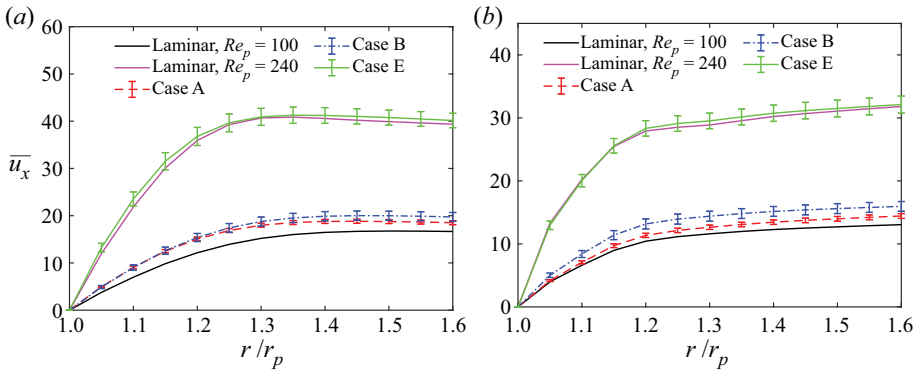 (a)
60
50
40
30
20
10
0
u_x
Laminar, Re_p = 100
Laminar, Re_p = 240
Case A
Case B
Case E
1.0 1.1 1.2 1.3 1.4 1.5 1.6
r/r_p
(b)
40
30
20
10
0
Laminar, Re_p = 100
Laminar, Re_p = 240
Case A
Case B
Case E
1.0 1.1 1.2 1.3 1.4 1.5 1.6
r/r_p